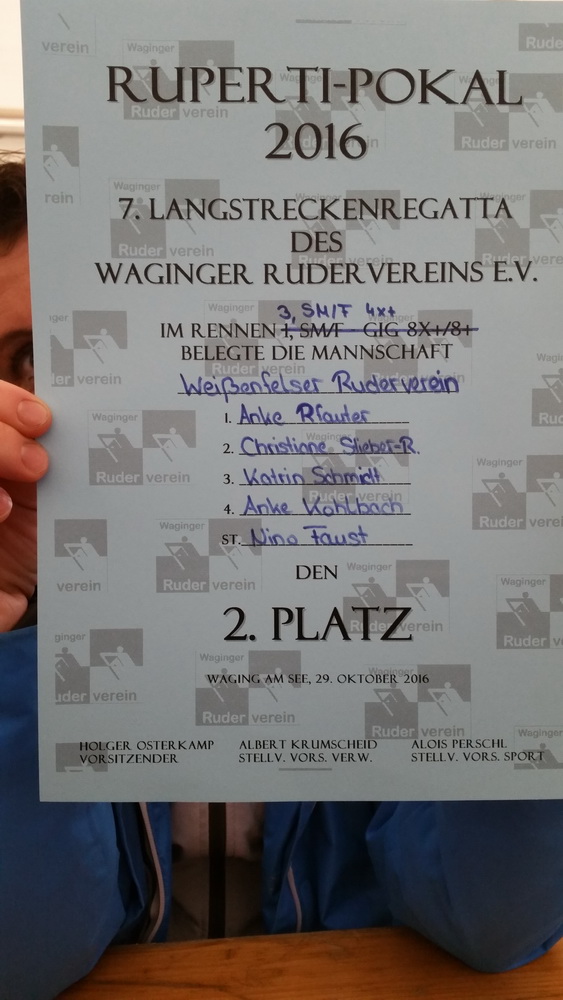 RUPERTI-POKAL
2016
7. LANGSTRECKENREGATTA
DES
WAGINGER RUDERVEREINS E.V.
3, SM/F 4x+
IM RENNEN 1, SM/F - GIG 8X+/8+
BELEGTE DIE MANNSCHAFT
Weißenfelser Ruderverein
1. Anke Pfauter
2. Christiane Stieber-R.
3. Katrin Schmidt
4. Anke Kohlbach
ST. Nino Faust
DEN
2. PLATZ
WAGING AM SEE, 29. OKTOBER 2016
HOLGER OSTERKAMP ALBERT KRUMSCHEID ALOIS PERSCHL
VORSITZENDER STELLV. VORS. VERW. STELLV. VORS. SPORT
Waginger
Ruder verein